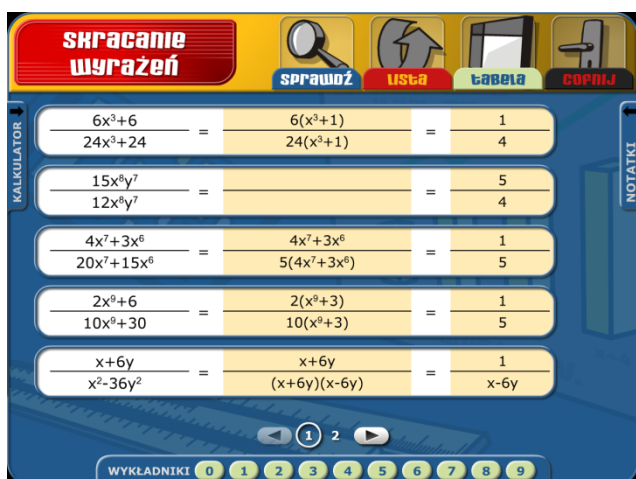 SKRACANIE
WYRAŻEŃ
SPRAWDŹ LISTA TABELA COFNIJ
KALKULATOR
NOTATKI
6x³+6 / 24x³+24 = 6(x³+1) / 24(x³+1) = 1 / 4
15x⁸y⁷ / 12x⁸y⁷ = = 5 / 4
4x⁷+3x⁶ / 20x⁷+15x⁶ = 4x⁷+3x⁶ / 5(4x⁷+3x⁶) = 1 / 5
2x⁹+6 / 10x⁹+30 = 2(x⁹+3) / 10(x⁹+3) = 1 / 5
x+6y / x²-36y² = x+6y / (x+6y)(x-6y) = 1 / x-6y
1 2
WYKŁADNIKI 0 1 2 3 4 5 6 7 8 9